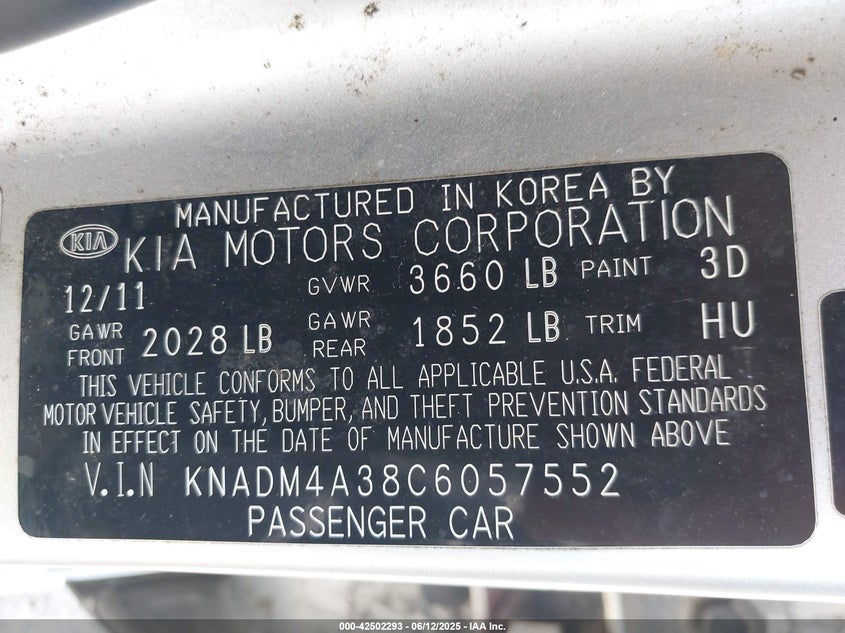 MANUFACTURED IN KOREA BY
KIA KIA MOTORS CORPORATION
12/11 GVWR 3660 LB PAINT 3D
GAWR FRONT 2028 LB GAWR REAR 1852 LB TRIM HU
THIS VEHICLE CONFORMS TO ALL APPLICABLE U.S.A. FEDERAL
MOTOR VEHICLE SAFETY, BUMPER, AND THEFT PREVENTION STANDARDS
IN EFFECT ON THE DATE OF MANUFACTURE SHOWN ABOVE
V.I.N KNADM4A38C6057552
PASSENGER CAR
000-42502293 - 06/12/2025 - IAA Inc.